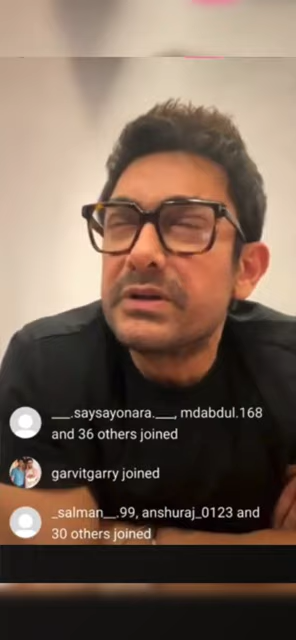 ___.saysayonara.___, mdabdul.168
and 36 others joined
garvitgarry joined
_salman__.99, anshuraj_0123 and
30 others joined